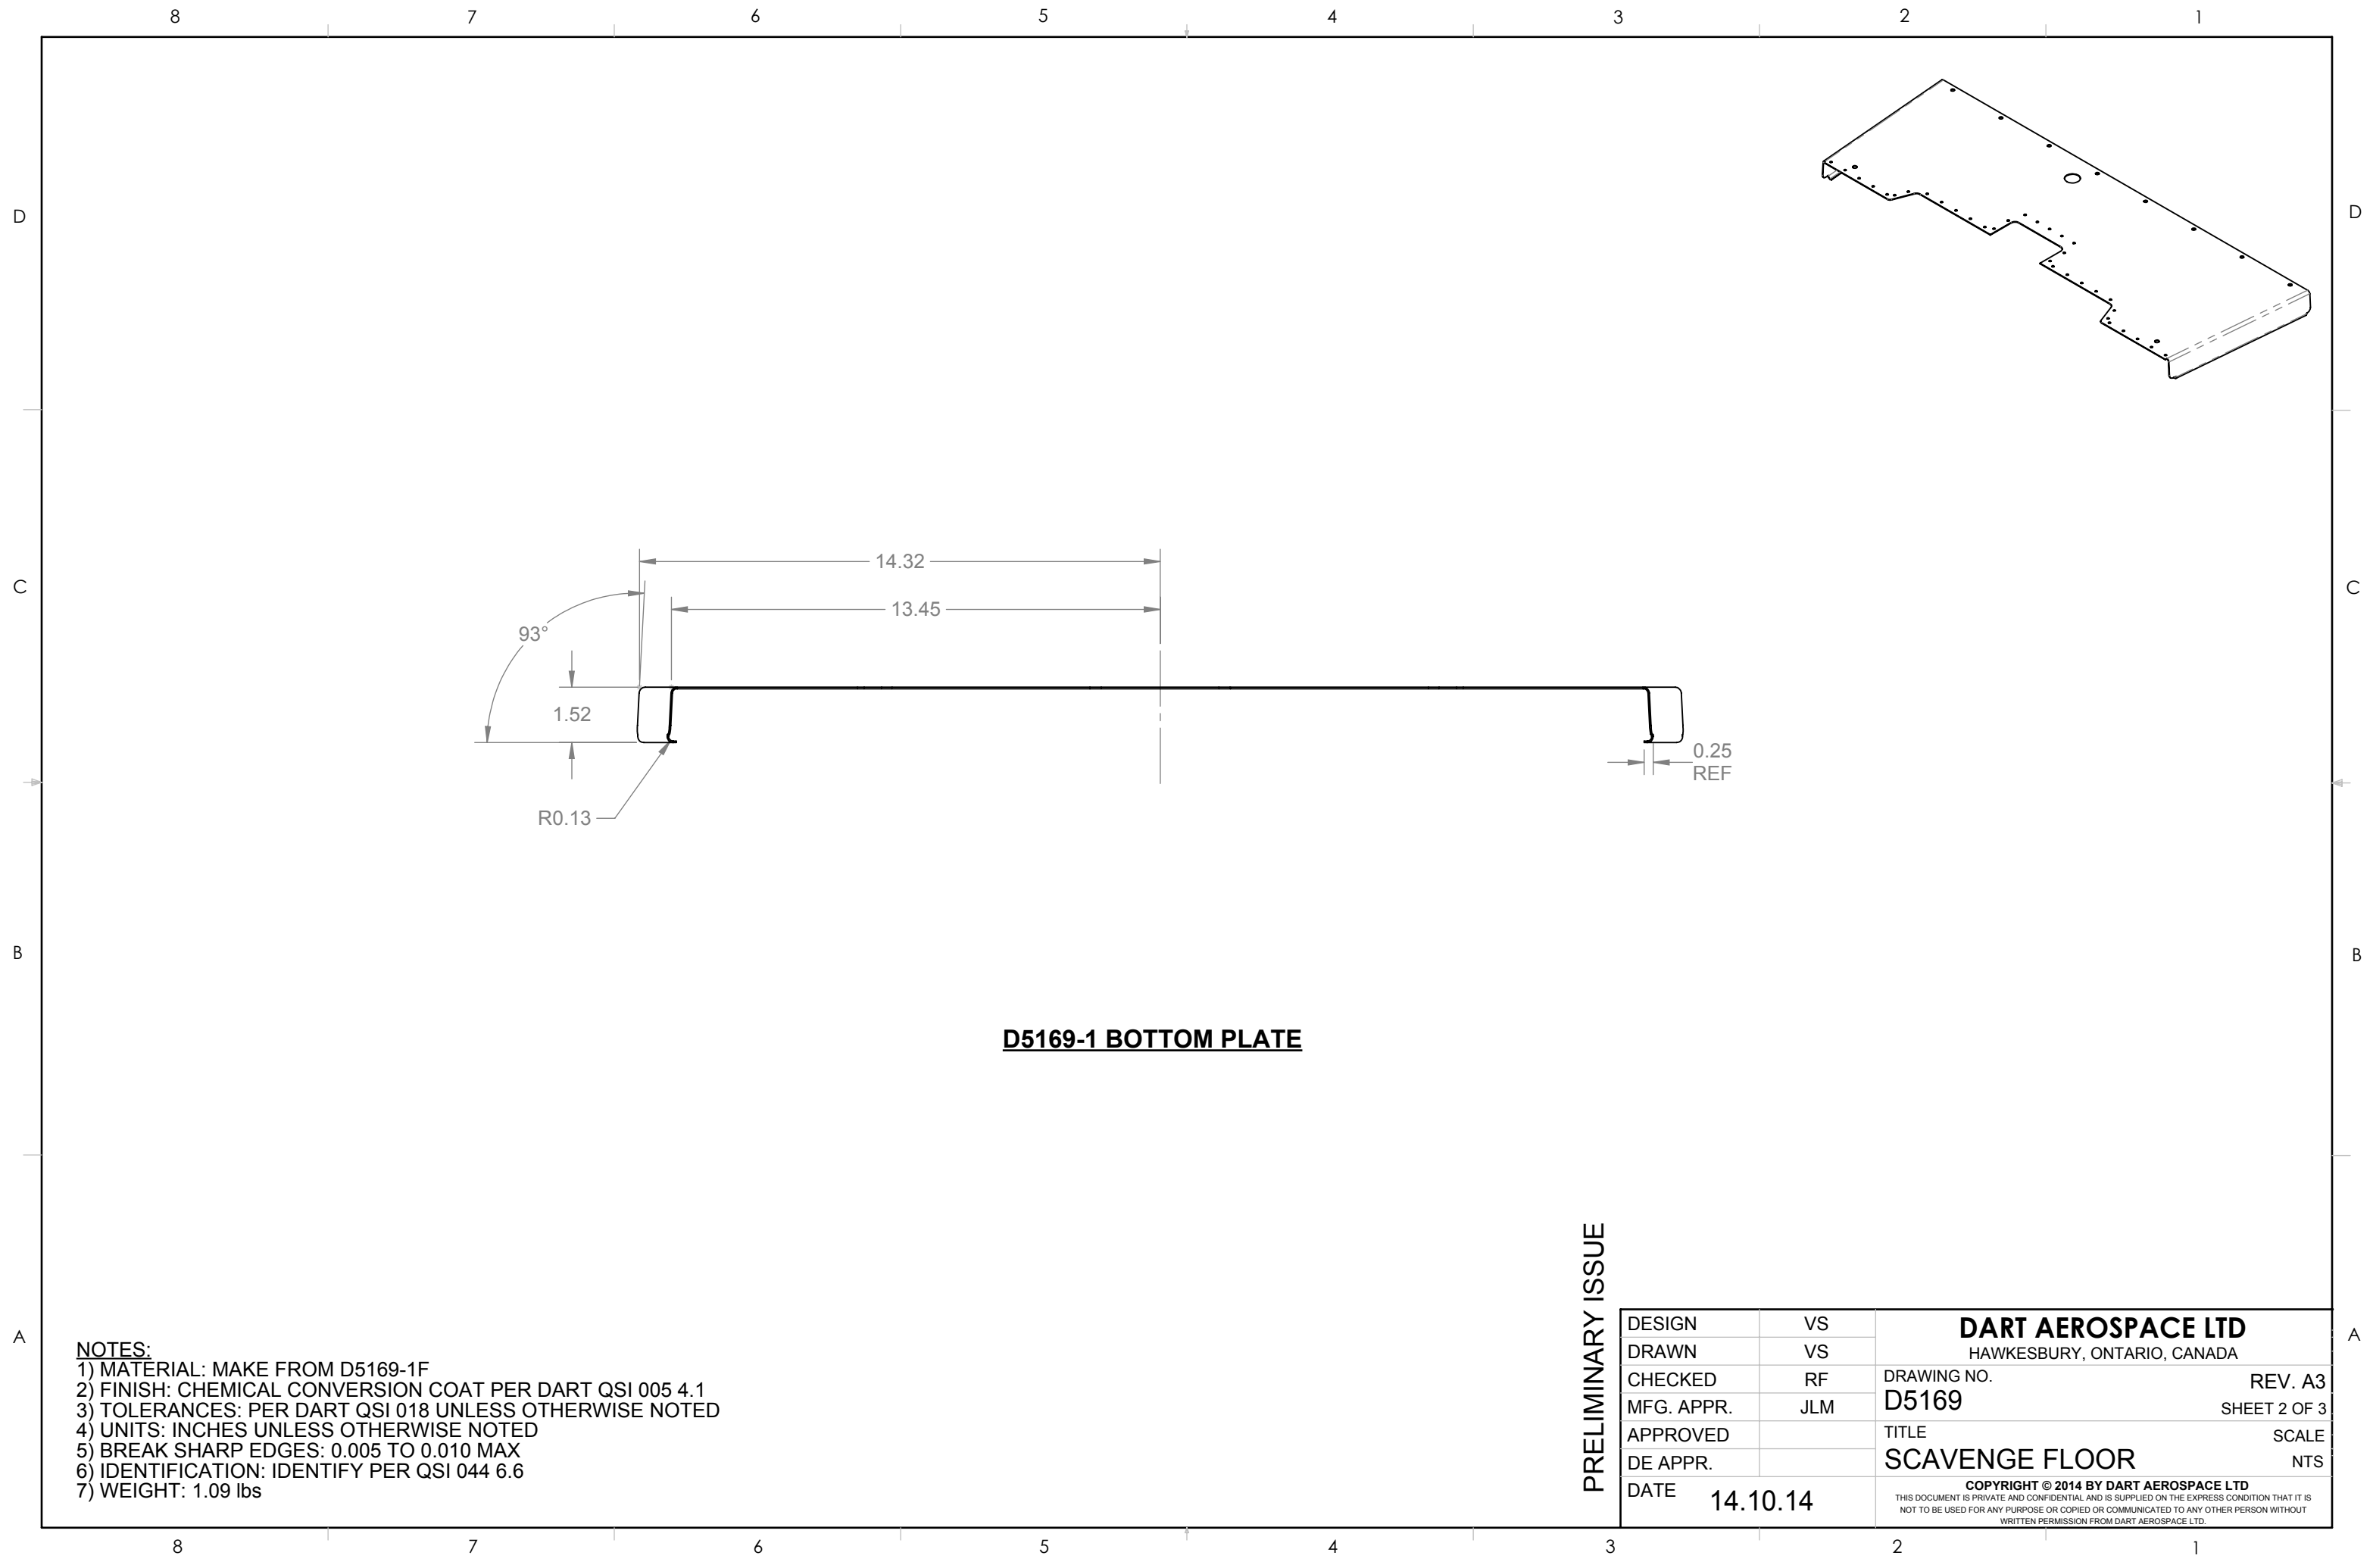 8 7 6 5 4 3 2 1
D
D
14.32
C
C
13.45
93°
1.52
0.25
REF
R0.13
B
B
D5169-1 BOTTOM PLATE
PRELIMINARY ISSUE
A
A
NOTES:
1) MATERIAL: MAKE FROM D5169-1F
2) FINISH: CHEMICAL CONVERSION COAT PER DART QSI 005 4.1
3) TOLERANCES: PER DART QSI 018 UNLESS OTHERWISE NOTED
4) UNITS: INCHES UNLESS OTHERWISE NOTED
5) BREAK SHARP EDGES: 0.005 TO 0.010 MAX
6) IDENTIFICATION: IDENTIFY PER QSI 044 6.6
7) WEIGHT: 1.09 lbs
DESIGN VS
DRAWN VS
CHECKED RF
MFG. APPR. JLM
APPROVED
DE APPR.
DATE 14.10.14
DART AEROSPACE LTD
HAWKESBURY, ONTARIO, CANADA
DRAWING NO. REV. A3
D5169 SHEET 2 OF 3
TITLE SCALE
SCAVENGE FLOOR NTS
COPYRIGHT © 2014 BY DART AEROSPACE LTD
THIS DOCUMENT IS PRIVATE AND CONFIDENTIAL AND IS SUPPLIED ON THE EXPRESS CONDITION THAT IT IS
NOT TO BE USED FOR ANY PURPOSE OR COPIED OR COMMUNICATED TO ANY OTHER PERSON WITHOUT
WRITTEN PERMISSION FROM DART AEROSPACE LTD.
8 7 6 5 4 3 2 1